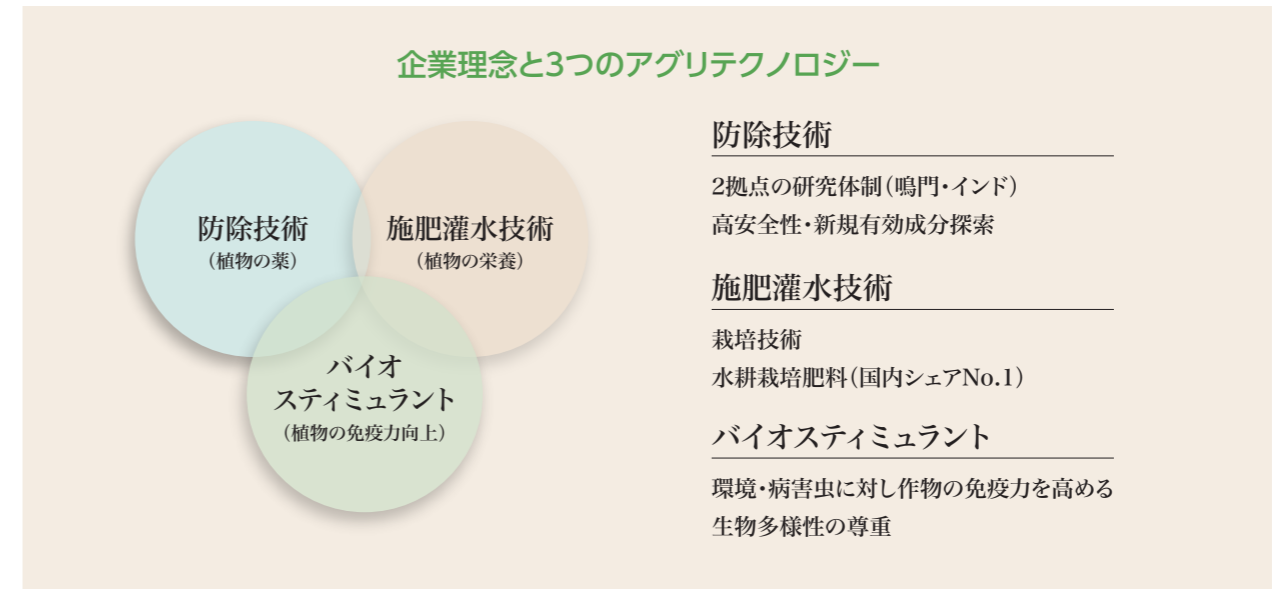 企業理念と3つのアグリテクノロジー
防除技術
（植物の薬）
施肥灌水技術
（植物の栄養）
バイオ
スティミュラント
（植物の免疫力向上）
防除技術
2拠点の研究体制（鳴門・インド）
高安全性・新規有効成分探索
施肥灌水技術
栽培技術
水耕栽培肥料（国内シェアNo.1）
バイオスティミュラント
環境・病害虫に対し作物の免疫力を高める
生物多様性の尊重